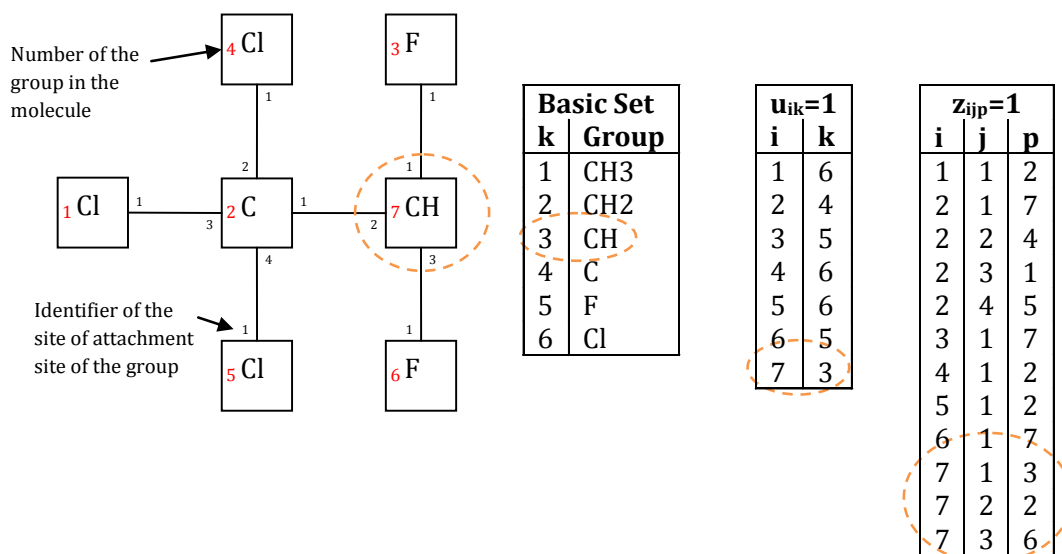 Number of the
group in the
molecule
4 Cl
3 F
1
1
2
1
1 Cl
1
3
2 C
1
2
7 CH
4
3
Identifier of the
site of attachment
site of the group
1
1
5 Cl
6 F
Basic Set
k Group
1 CH3
2 CH2
3 CH
4 C
5 F
6 Cl
uik=1
i k
1 6
2 4
3 5
4 6
5 6
6 5
7 3
zijp=1
i j p
1 1 2
2 1 7
2 2 4
2 3 1
2 4 5
3 1 7
4 1 2
5 1 2
6 1 7
7 1 3
7 2 2
7 3 6